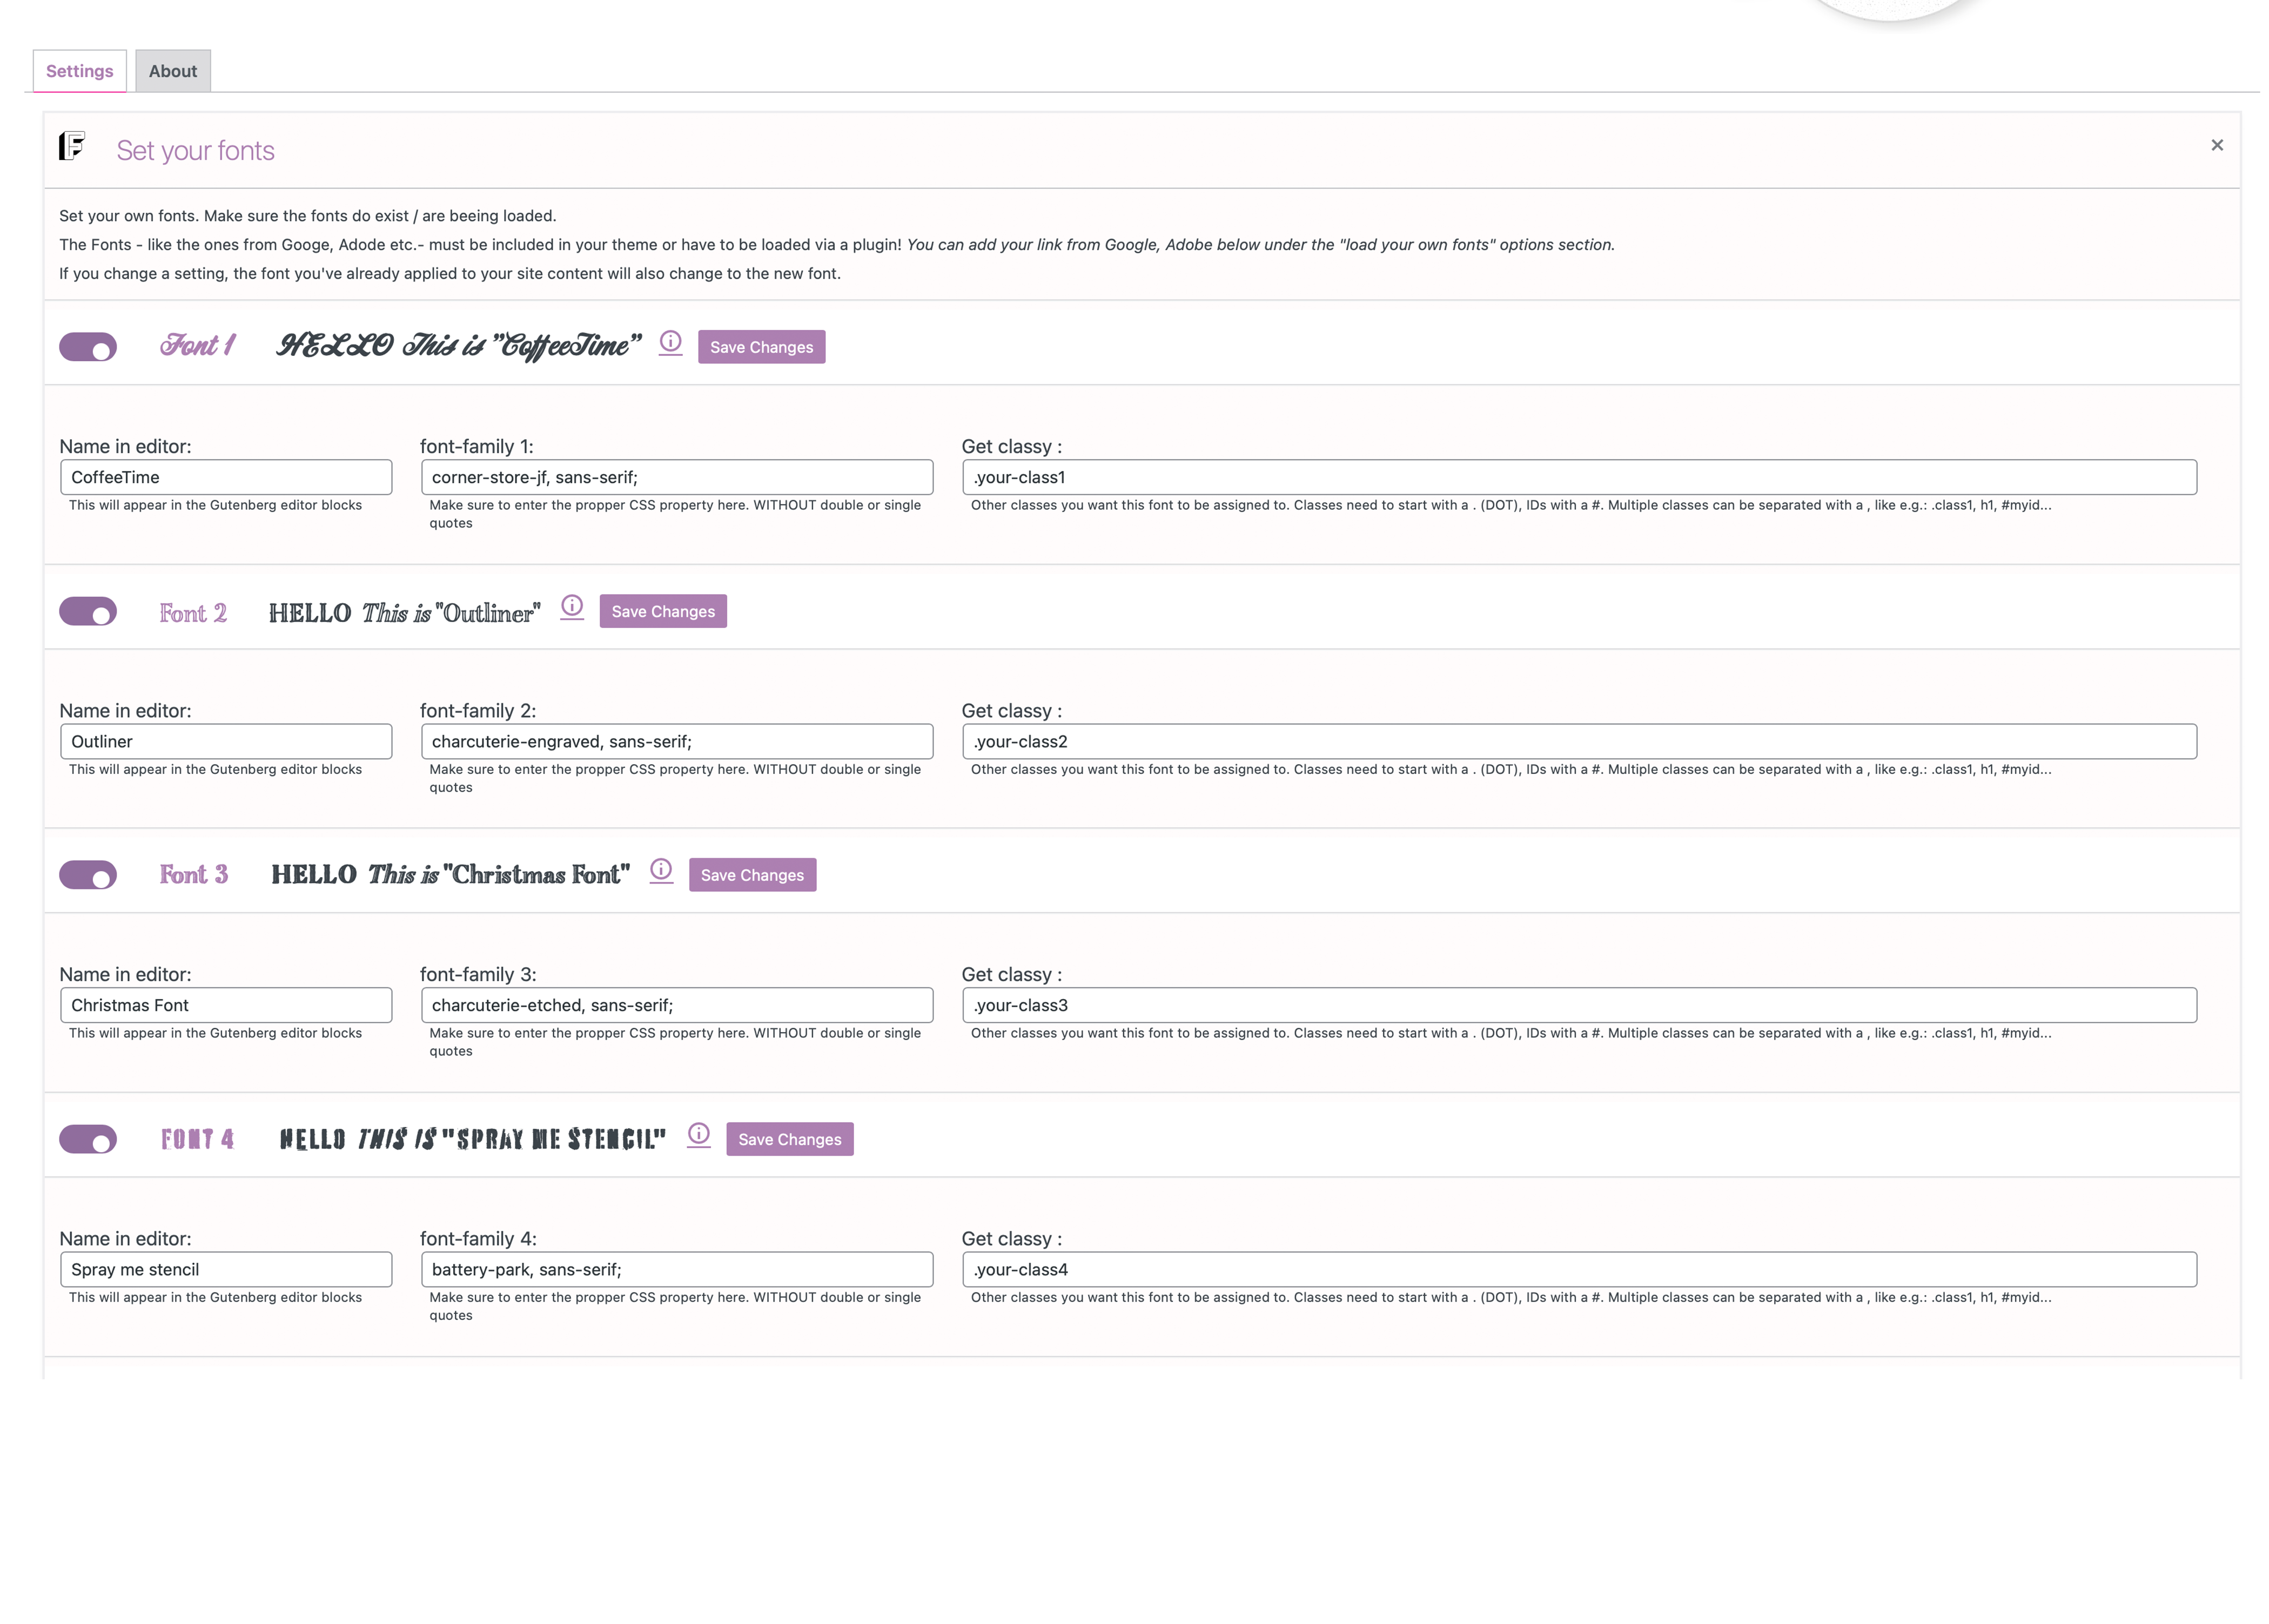 Settings
About
F
Set your fonts
Set your own fonts. Make sure the fonts do exist / are beeing loaded.
The Fonts - like the ones from Googe, Adode etc.- must be included in your theme or have to be loaded via a plugin! You can add your link from Google, Adobe below under the "load your own fonts" options section.
If you change a setting, the font you've already applied to your site content will also change to the new font.
Font 1 HELLO This is "CoffeeTime" Save Changes
Name in editor: font-family 1: Get classy :
CoffeeTime corner-store-jf, sans-serif; .your-class1
This will appear in the Gutenberg editor blocks Make sure to enter the propper CSS property here. WITHOUT double or single Other classes you want this font to be assigned to. Classes need to start with a . (DOT), IDs with a #. Multiple classes can be separated with a , like e.g.: .class1, h1, #myid...
quotes
Font 2 HELLO This is "Outliner" Save Changes
Name in editor: font-family 2: Get classy :
Outliner charcuterie-engraved, sans-serif; .your-class2
This will appear in the Gutenberg editor blocks Make sure to enter the propper CSS property here. WITHOUT double or single Other classes you want this font to be assigned to. Classes need to start with a . (DOT), IDs with a #. Multiple classes can be separated with a , like e.g.: .class1, h1, #myid...
quotes
Font 3 HELLO This is "Christmas Font" Save Changes
Name in editor: font-family 3: Get classy :
Christmas Font charcuterie-etched, sans-serif; .your-class3
This will appear in the Gutenberg editor blocks Make sure to enter the propper CSS property here. WITHOUT double or single Other classes you want this font to be assigned to. Classes need to start with a . (DOT), IDs with a #. Multiple classes can be separated with a , like e.g.: .class1, h1, #myid...
quotes
FONT 4 HELLO THIS IS "SPRAY ME STENCIL" Save Changes
Name in editor: font-family 4: Get classy :
Spray me stencil battery-park, sans-serif; .your-class4
This will appear in the Gutenberg editor blocks Make sure to enter the propper CSS property here. WITHOUT double or single Other classes you want this font to be assigned to. Classes need to start with a . (DOT), IDs with a #. Multiple classes can be separated with a , like e.g.: .class1, h1, #myid...
quotes